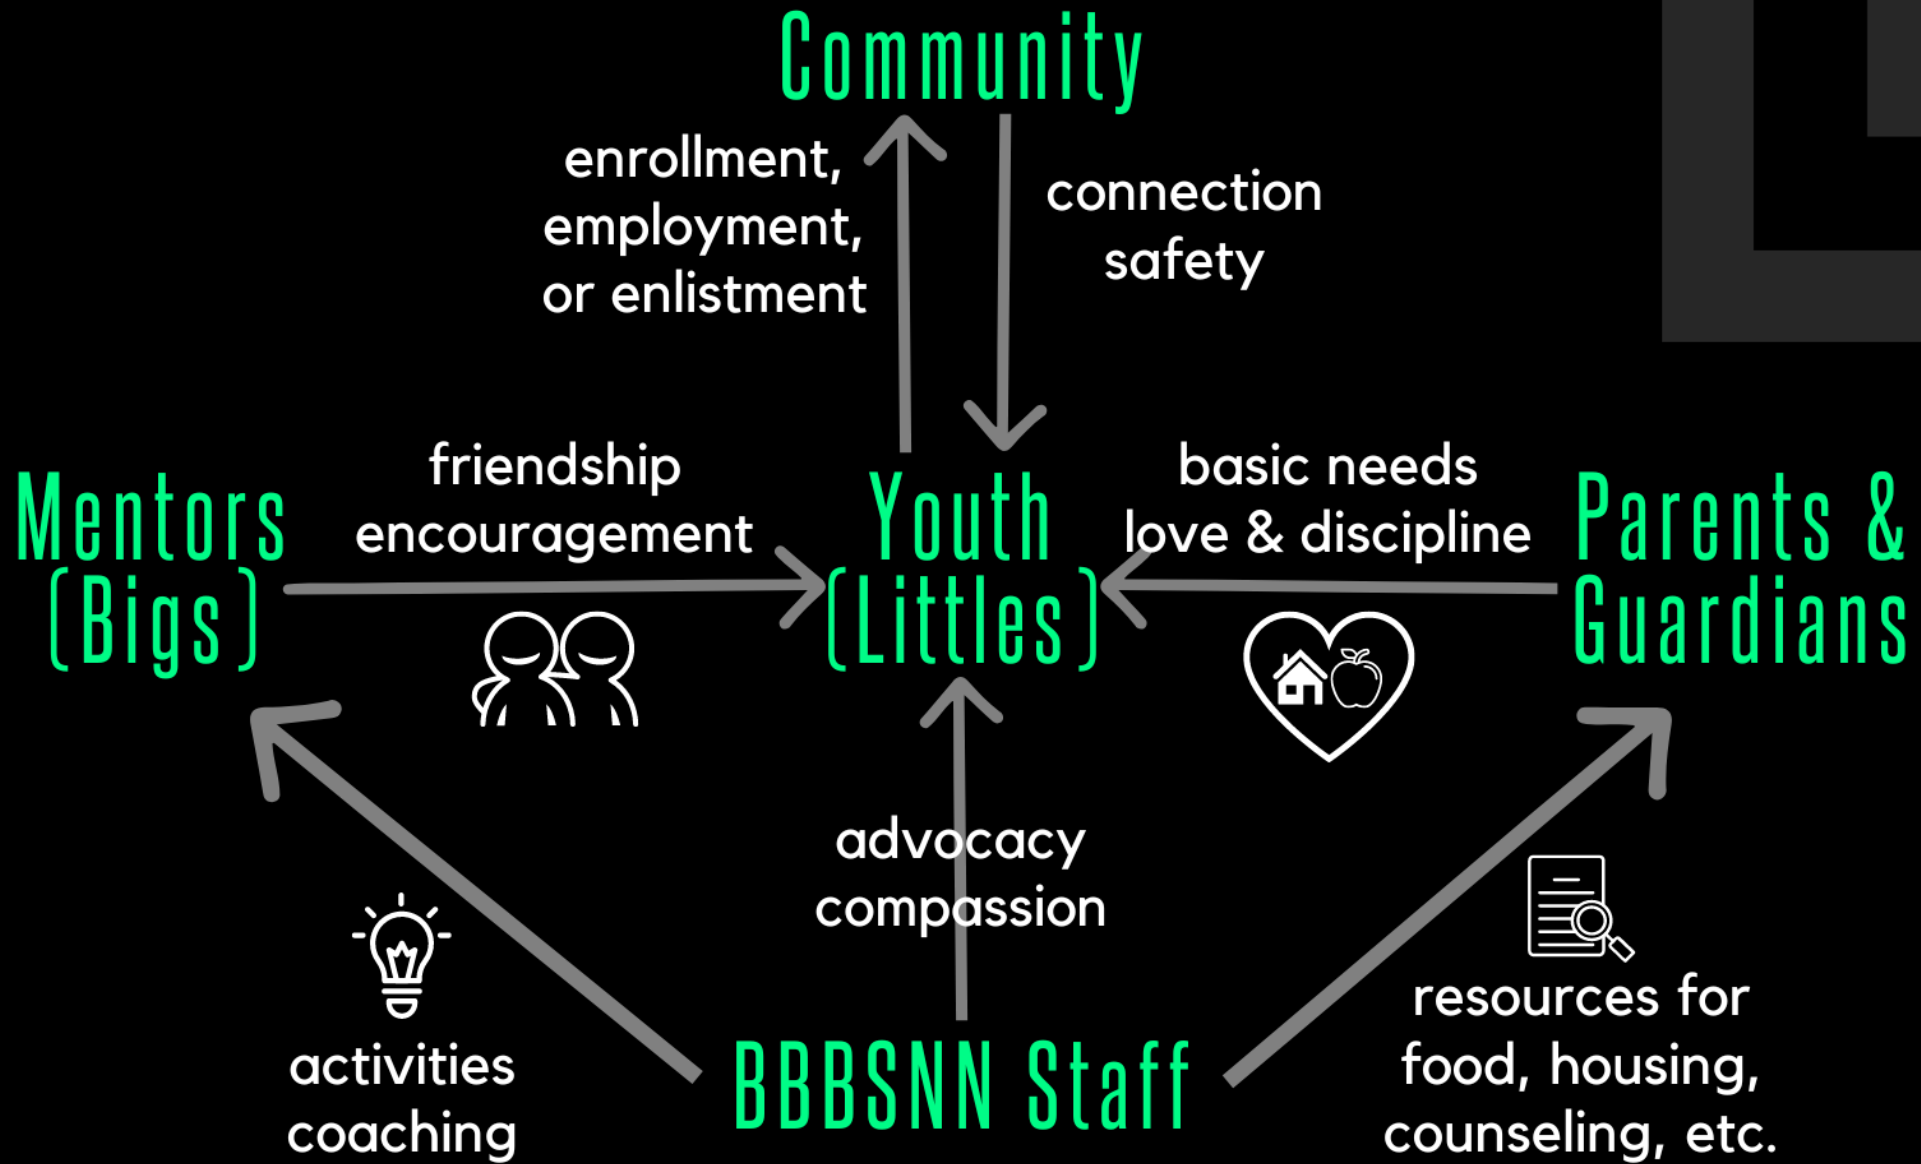 Community
enrollment,
employment,
or enlistment
connection
safety
Mentors
(Bigs)
friendship
encouragement
Youth
(Littles)
basic needs
love & discipline
Parents &
Guardians
advocacy
compassion
activities
coaching
BBBSNN Staff
resources for
food, housing,
counseling, etc.